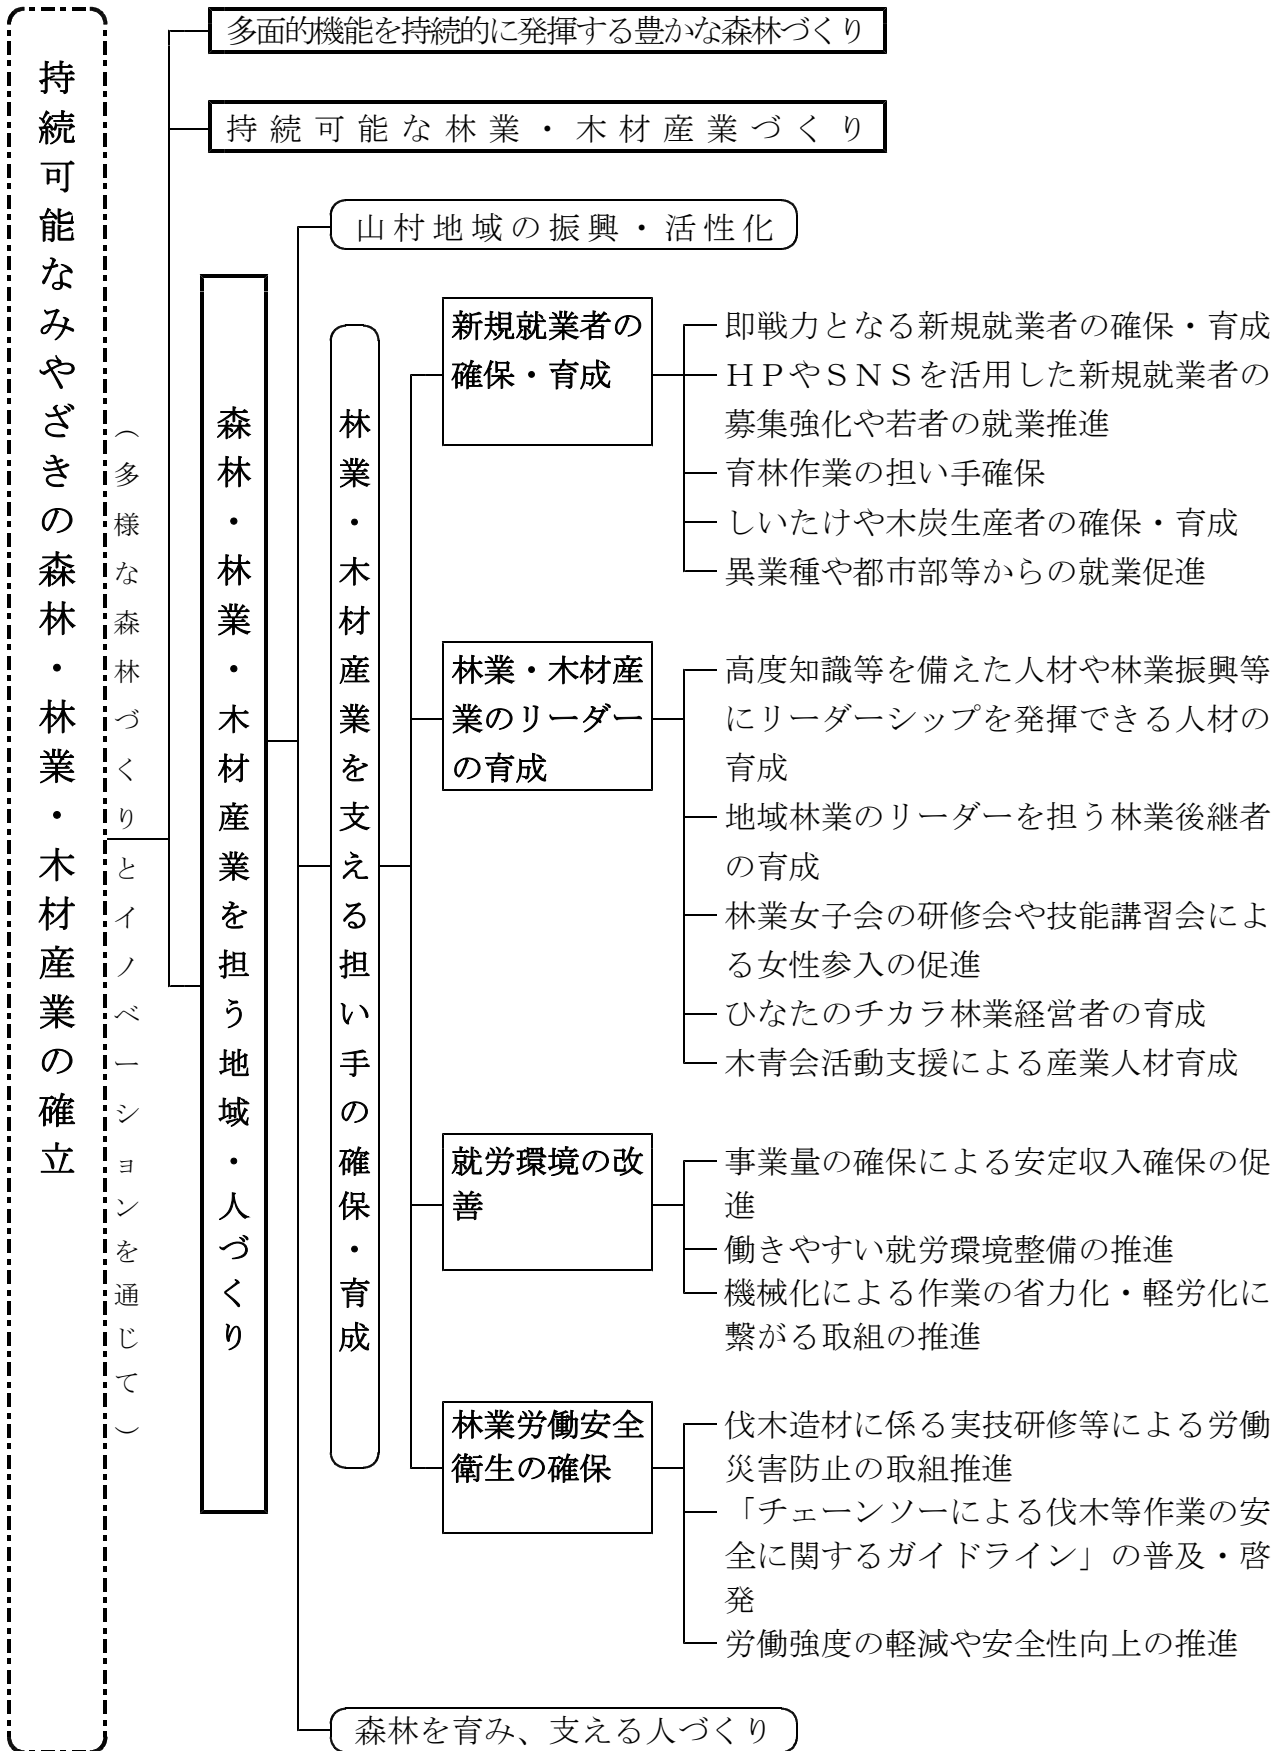 持続可能なみやざきの森林・林業・木材産業の確立
（多様な森林づくりとイノベーションを通じて）
多面的機能を持続的に発揮する豊かな森林づくり
持続可能な林業・木材産業づくり
森林・林業・木材産業を担う地域・人づくり
山村地域の振興・活性化
林業・木材産業を支える担い手の確保・育成
新規就業者の
確保・育成
即戦力となる新規就業者の確保・育成
ＨＰやＳＮＳを活用した新規就業者の
募集強化や若者の就業推進
育林作業の担い手確保
しいたけや木炭生産者の確保・育成
異業種や都市部等からの就業促進
林業・木材産
業のリーダー
の育成
高度知識等を備えた人材や林業振興等
にリーダーシップを発揮できる人材の
育成
地域林業のリーダーを担う林業後継者
の育成
林業女子会の研修会や技能講習会によ
る女性参入の促進
ひなたのチカラ林業経営者の育成
木青会活動支援による産業人材育成
就労環境の改
善
事業量の確保による安定収入確保の促
進
働きやすい就労環境整備の推進
機械化による作業の省力化・軽労化に
繋がる取組の推進
林業労働安全
衛生の確保
伐木造材に係る実技研修等による労働
災害防止の取組推進
「チェーンソーによる伐木等作業の安
全に関するガイドライン」の普及・啓
発
労働強度の軽減や安全性向上の推進
森林を育み、支える人づくり